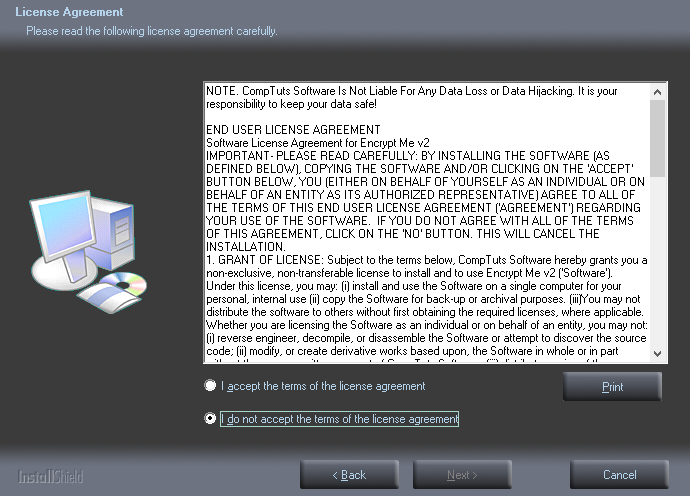 License Agreement
Please read the following license agreement carefully.
NOTE. CompTuts Software Is Not Liable For Any Data Loss or Data Hijacking. It is your
responsibility to keep your data safe!
END USER LICENSE AGREEMENT
Software License Agreement for Encrypt Me v2
IMPORTANT- PLEASE READ CAREFULLY: BY INSTALLING THE SOFTWARE (AS
DEFINED BELOW), COPYING THE SOFTWARE AND/OR CLICKING ON THE 'ACCEPT'
BUTTON BELOW, YOU (EITHER ON BEHALF OF YOURSELF AS AN INDIVIDUAL OR ON
BEHALF OF AN ENTITY AS ITS AUTHORIZED REPRESENTATIVE) AGREE TO ALL OF
THE TERMS OF THIS END USER LICENSE AGREEMENT ('AGREEMENT') REGARDING
YOUR USE OF THE SOFTWARE. IF YOU DO NOT AGREE WITH ALL OF THE TERMS
OF THIS AGREEMENT, CLICK ON THE 'NO' BUTTON. THIS WILL CANCEL THE
INSTALLATION.
1. GRANT OF LICENSE: Subject to the terms below, CompTuts Software hereby grants you a
non-exclusive, non-transferable license to install and to use Encrypt Me v2 ('Software').
Under this license, you may: (i) install and use the Software on a single computer for your
personal, internal use (ii) copy the Software for back-up or archival purposes. (iii)You may not
distribute the software to others without first obtaining the required licenses, where applicable.
Whether you are licensing the Software as an individual or on behalf of an entity, you may not:
(i) reverse engineer, decompile, or disassemble the Software or attempt to discover the source
code; (ii) modify, or create derivative works based upon, the Software in whole or in part
I accept the terms of the license agreement
Print
I do not accept the terms of the license agreement
InstallShield
< Back
Next >
Cancel